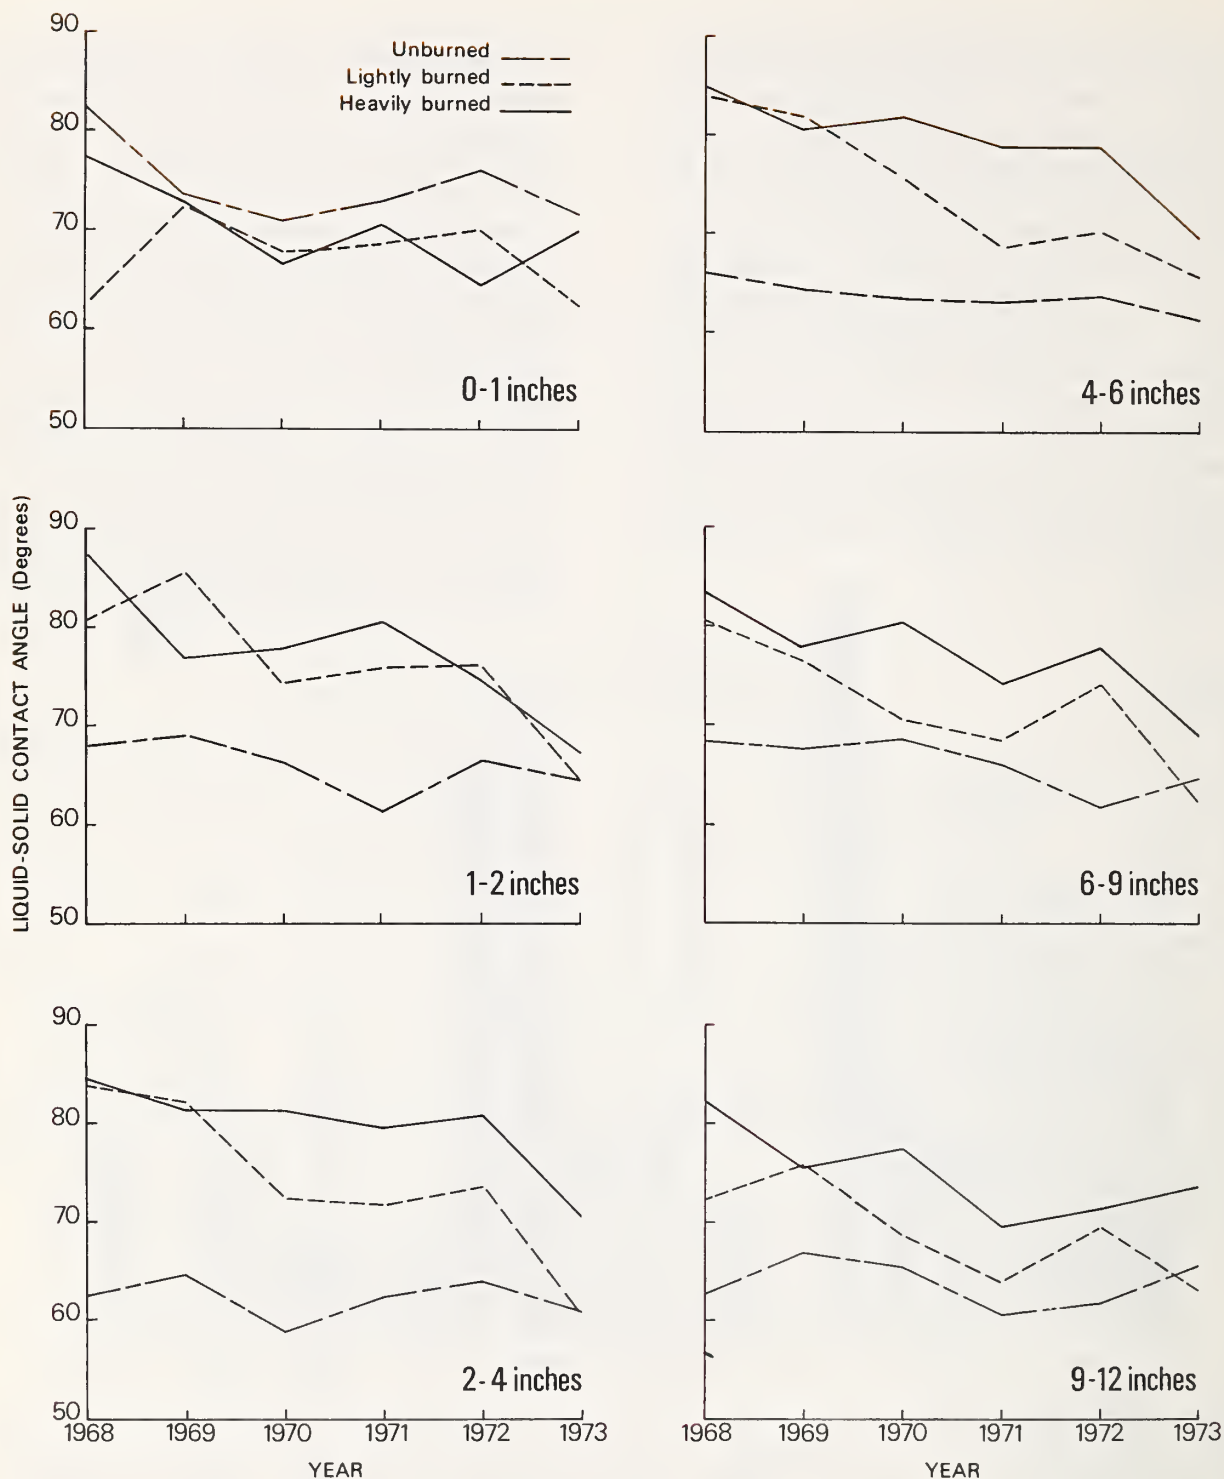 90
80
70
60
50
Unburned
Lightly burned
Heavily burned
0-1 inches
4-6 inches
LIQUID-SOLID CONTACT ANGLE (Degrees)
90
80
70
60
50
1-2 inches
6-9 inches
90
80
70
60
50
2-4 inches
9-12 inches
1968 1969 1970 1971 1972 1973
YEAR
1968 1969 1970 1971 1972 1973
YEAR